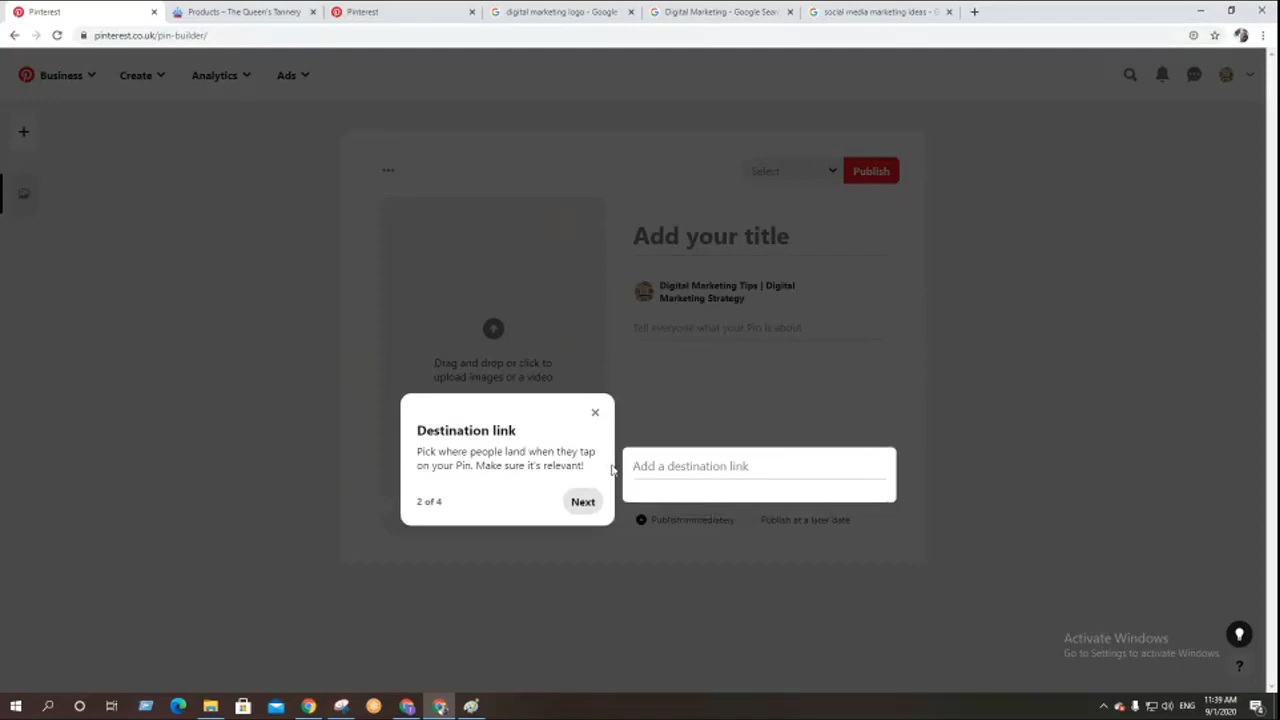 Pinterest
Products – The Queen's Tannery
Pinterest
digital marketing logo - Google
Digital Marketing - Google Sear
social media marketing ideas - G
pinterest.co.uk/pin-builder/
Business
Create
Analytics
Ads
Select
Publish
Add your title
Digital Marketing Tips | Digital
Marketing Strategy
Tell everyone what your Pin is about
Drag and drop or click to
upload images or a video
Destination link
Pick where people land when they tap
on your Pin. Make sure it's relevant!
2 of 4
Next
Add a destination link
Publish immediately
Publish at a later date
Activate Windows
Go to Settings to activate Windows.
?
ENG
11:39 AM
9/1/2020